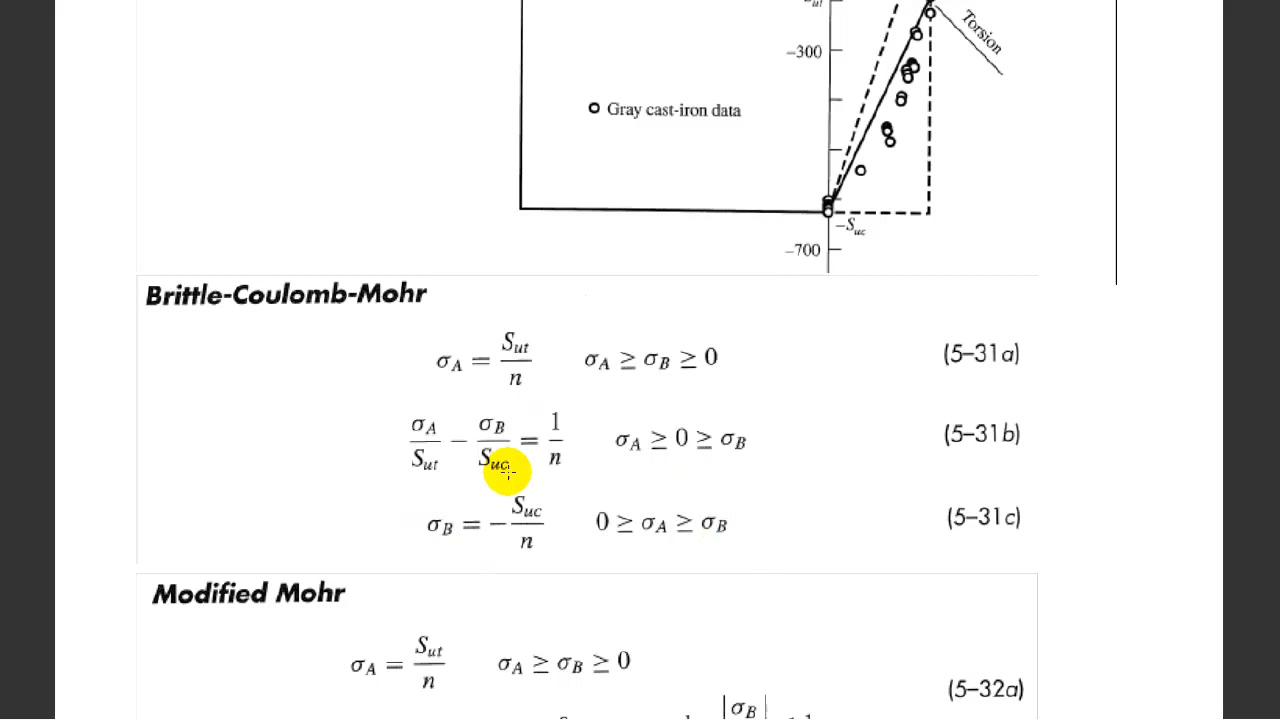 Torsion
−300
Gray cast-iron data
−S_uc
−700
Brittle-Coulomb-Mohr
σ_A = S_ut / n    σ_A ≥ σ_B ≥ 0    (5–31a)
σ_A / S_ut − σ_B / S_uc = 1 / n    σ_A ≥ 0 ≥ σ_B    (5–31b)
σ_B = − S_uc / n    0 ≥ σ_A ≥ σ_B    (5–31c)
Modified Mohr
σ_A = S_ut / n    σ_A ≥ σ_B ≥ 0
(5–32a)
|σ_B|